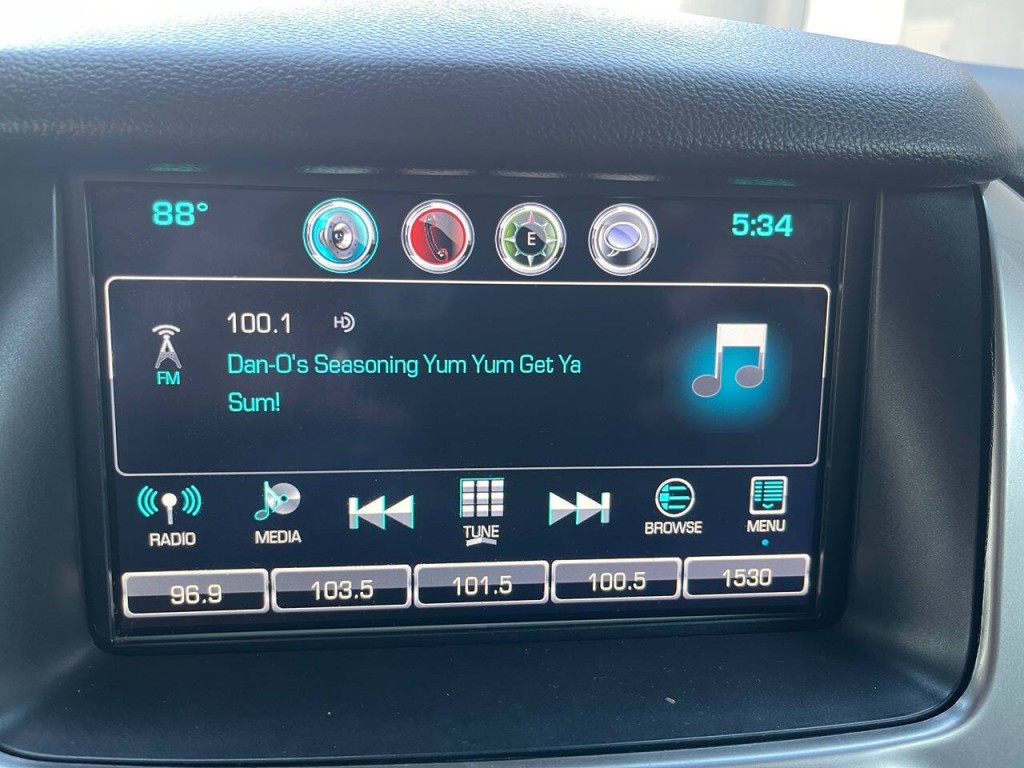 88°
E
5:34
100.1 HD
FM
Dan-O's Seasoning Yum Yum Get Ya
Sum!
RADIO
MEDIA
TUNE
BROWSE
MENU
96.9
103.5
101.5
100.5
1530